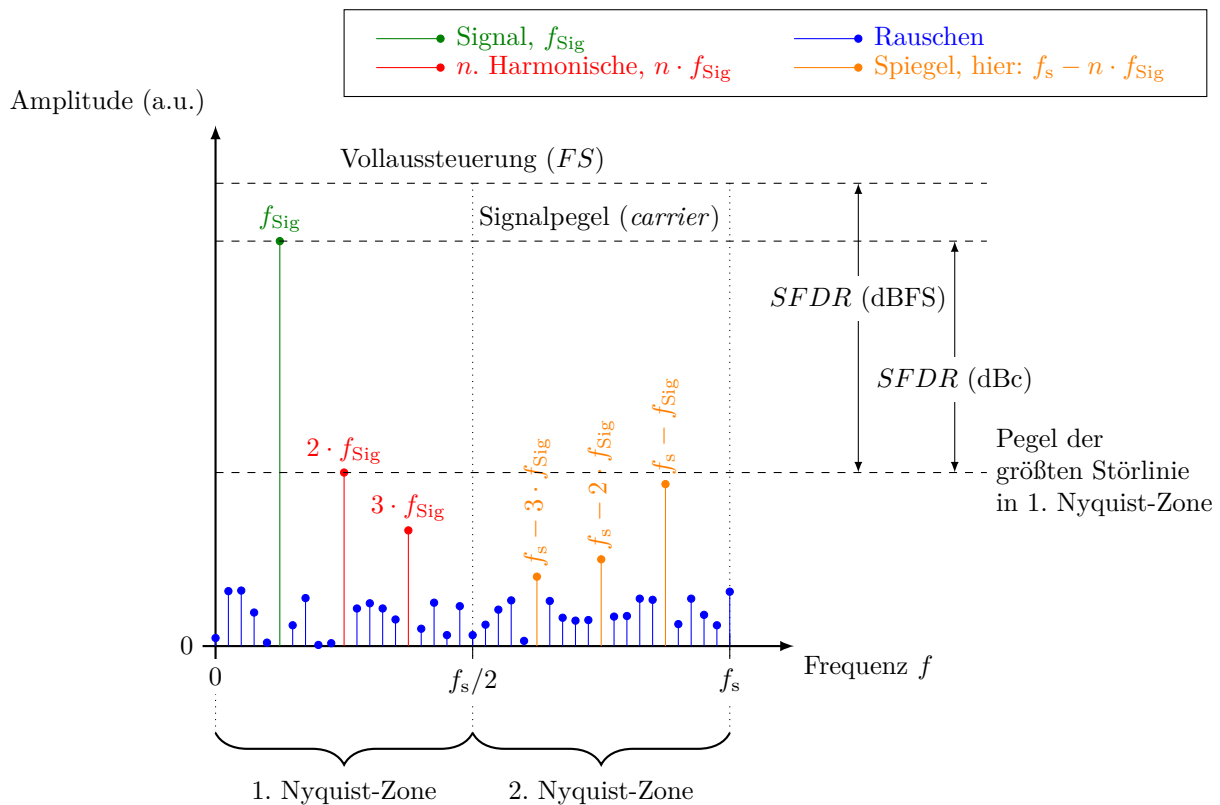 Signal, f_Sig
Rauschen
n. Harmonische, n · f_Sig
Spiegel, hier: f_s − n · f_Sig
Amplitude (a.u.)
Vollaussteuerung (FS)
Signalpegel (carrier)
f_Sig
SFDR (dBFS)
SFDR (dBc)
2 · f_Sig
3 · f_Sig
f_s − 3 · f_Sig
f_s − 2 · f_Sig
f_s − f_Sig
Pegel der
größten Störlinie
in 1. Nyquist-Zone
0
0
f_s/2
f_s
Frequenz f
1. Nyquist-Zone
2. Nyquist-Zone